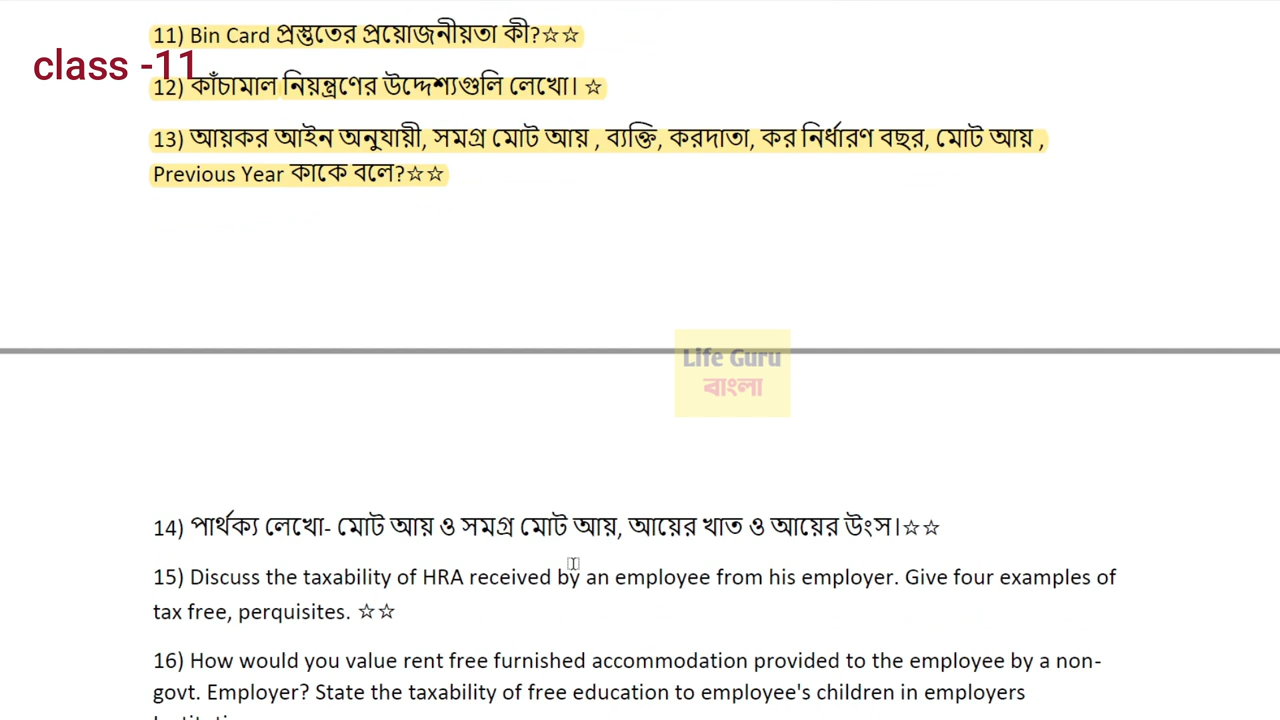 11) Bin Card প্রস্তুতের প্রয়োজনীয়তা কী?☆☆
class -11
12) কাঁচামাল নিয়ন্ত্রণের উদ্দেশ্যগুলি লেখো। ☆
13) আয়কর আইন অনুযায়ী, সমগ্র মোট আয় , ব্যক্তি, করদাতা, কর নির্ধারণ বছর, মোট আয় ,
Previous Year কাকে বলে?☆☆
Life Guru
বাংলা
14) পার্থক্য লেখো- মোট আয় ও সমগ্র মোট আয়, আয়ের খাত ও আয়ের উৎস।☆☆
15) Discuss the taxability of HRA received by an employee from his employer. Give four examples of
tax free, perquisites. ☆☆
16) How would you value rent free furnished accommodation provided to the employee by a non-
govt. Employer? State the taxability of free education to employee's children in employers